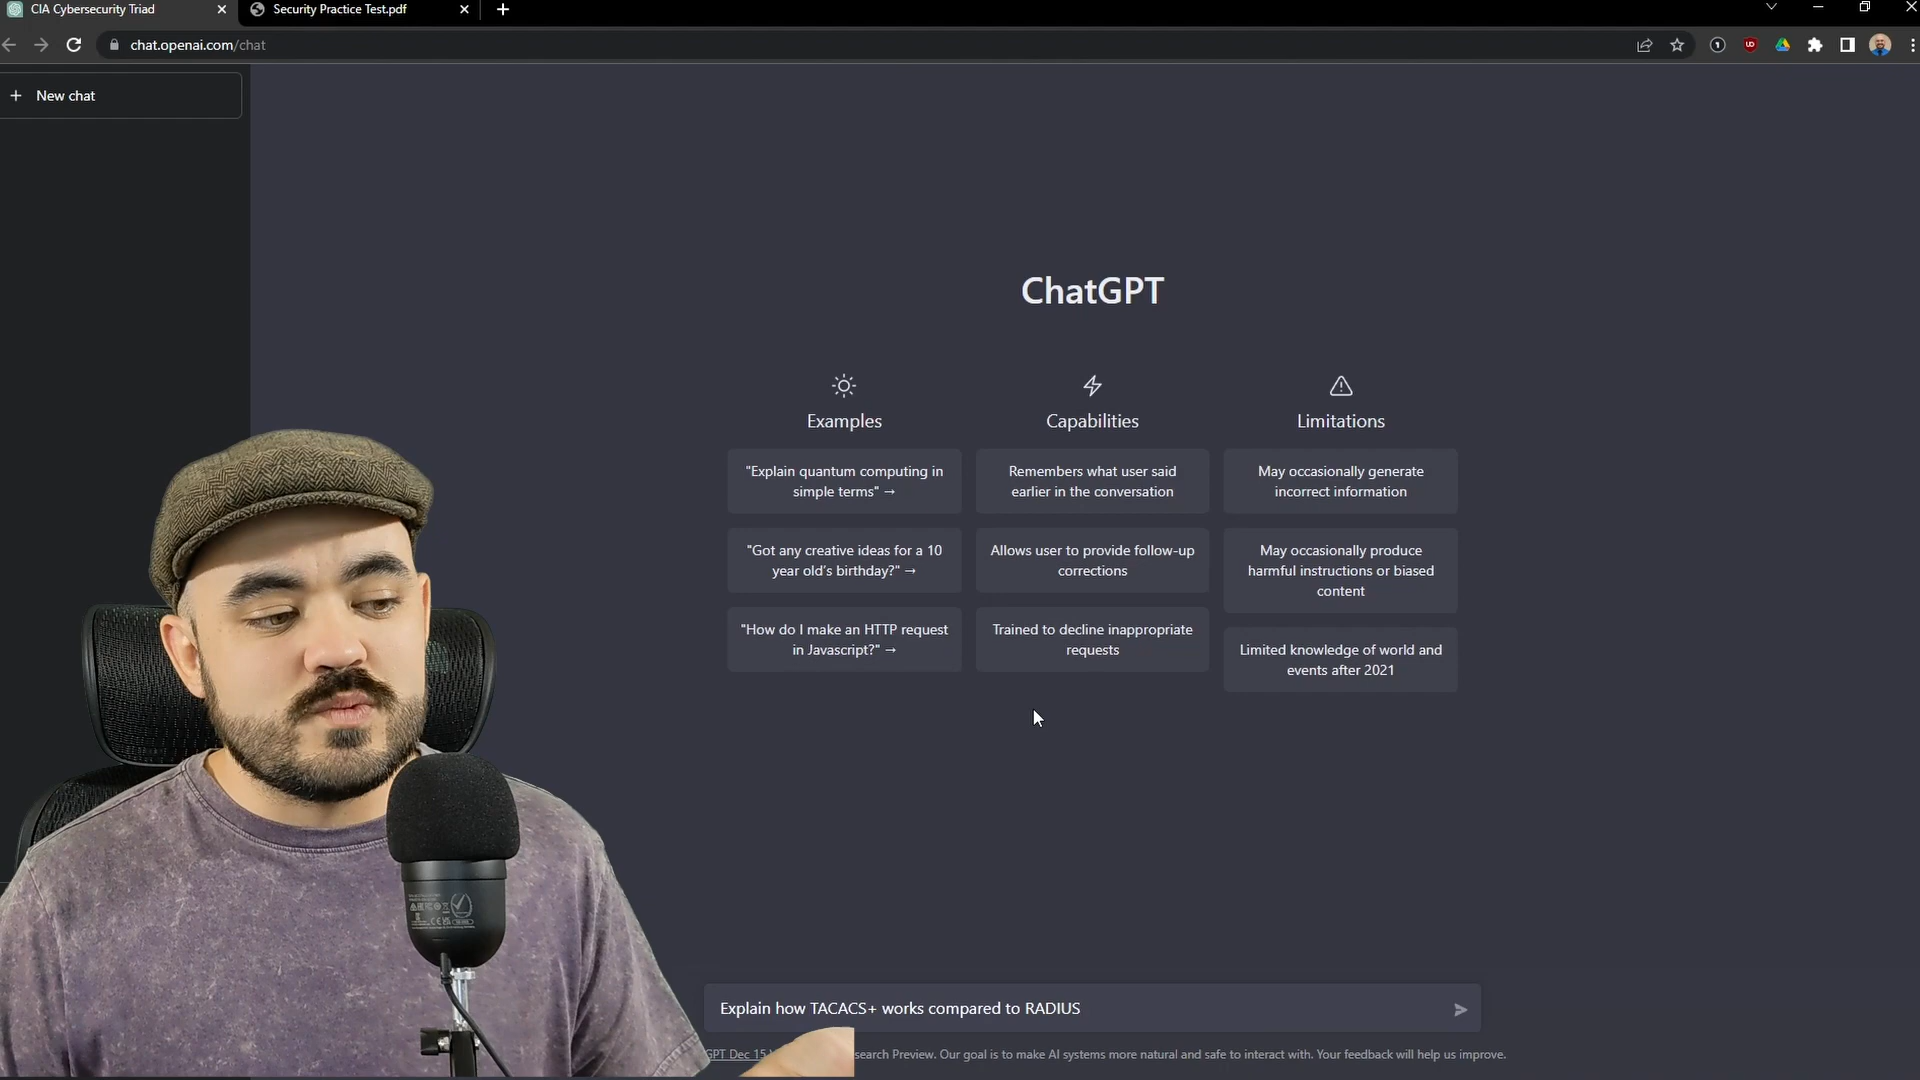 CIA Cybersecurity Triad
Security Practice Test.pdf
chat.openai.com/chat
New chat
ChatGPT
Examples
Capabilities
Limitations
"Explain quantum computing in
simple terms" →
Remembers what user said
earlier in the conversation
May occasionally generate
incorrect information
"Got any creative ideas for a 10
year old's birthday?" →
Allows user to provide follow-up
corrections
May occasionally produce
harmful instructions or biased
content
"How do I make an HTTP request
in Javascript?" →
Trained to decline inappropriate
requests
Limited knowledge of world and
events after 2021
Explain how TACACS+ works compared to RADIUS
GPT Dec 15 search Preview. Our goal is to make AI systems more natural and safe to interact with. Your feedback will help us improve.